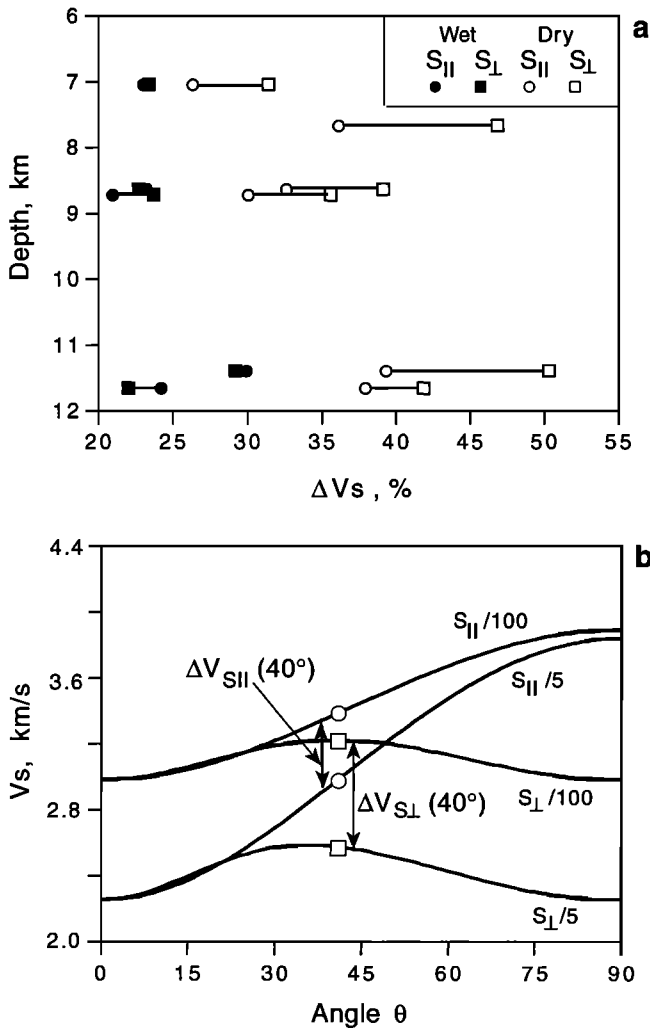 a
Wet Dry
S|| S⊥ S|| S⊥
6
7
8
9
10
11
12
Depth, km
20 25 30 35 40 45 50 55
ΔVs , %
b
4.4
3.6
2.8
2.0
Vs, km/s
S||/100
S||/5
ΔVS|| (40°)
ΔVS⊥ (40°)
S⊥/100
S⊥/5
0 15 30 45 60 75 90
Angle θ